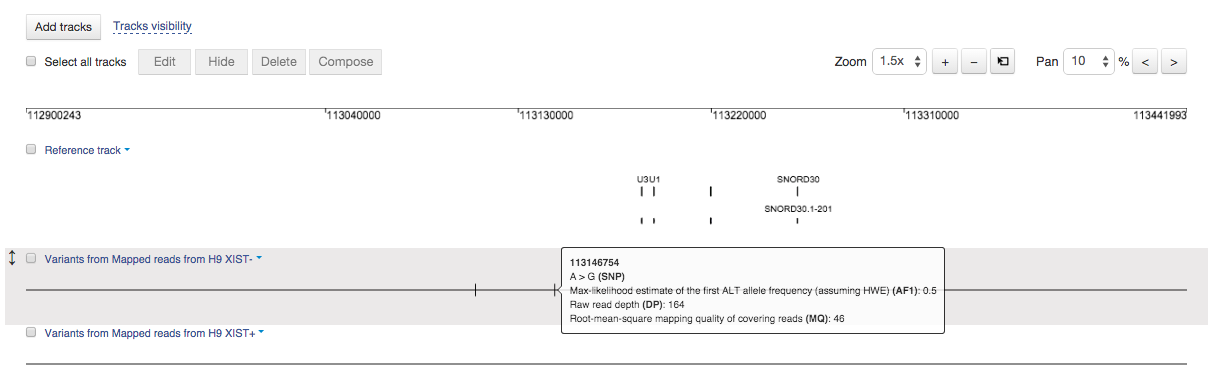 Add tracks Tracks visibility
Select all tracks Edit Hide Delete Compose Zoom 1.5x + − Pan 10 % < >
112900243 113040000 113130000 113220000 113310000 113441993
Reference track
U3U1 SNORD30
SNORD30.1-201
Variants from Mapped reads from H9 XIST-
113146754
A > G (SNP)
Max-likelihood estimate of the first ALT allele frequency (assuming HWE) (AF1): 0.5
Raw read depth (DP): 164
Root-mean-square mapping quality of covering reads (MQ): 46
Variants from Mapped reads from H9 XIST+